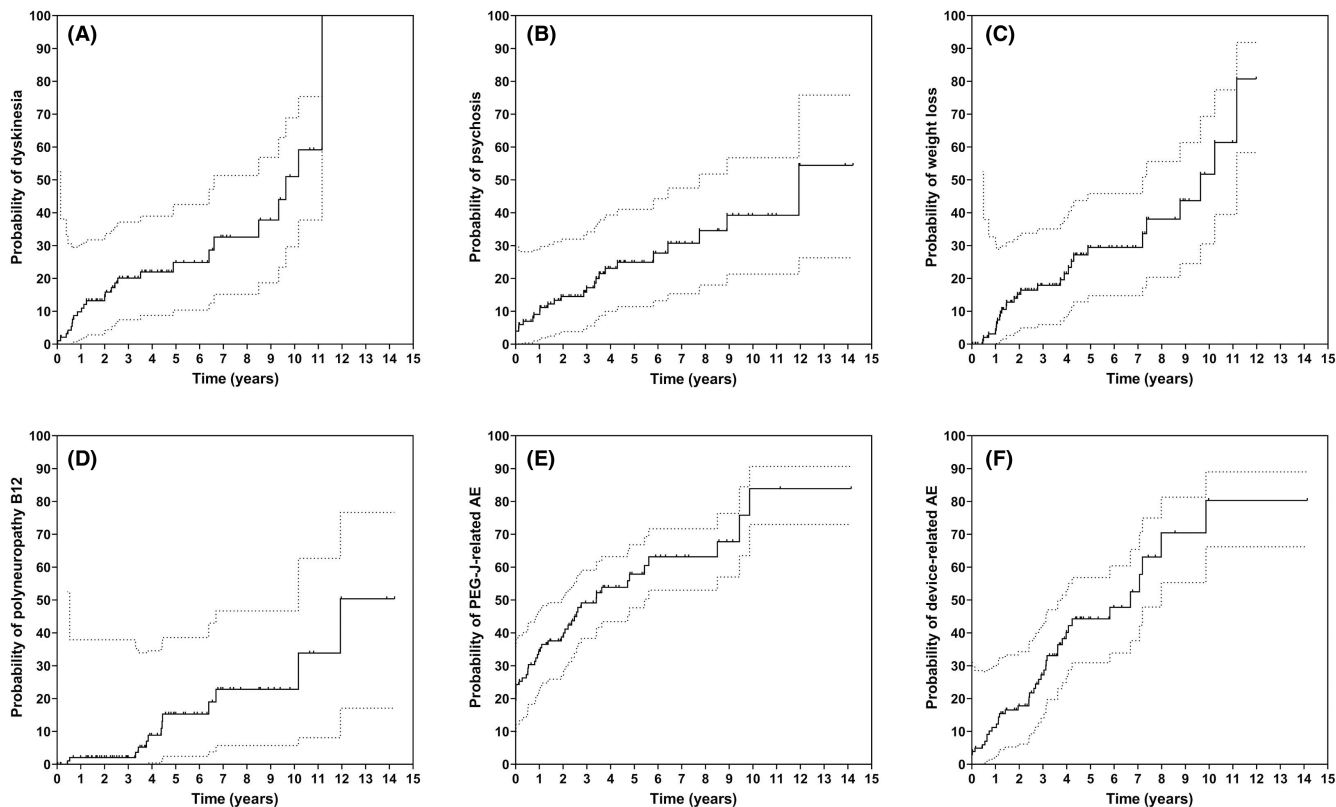 (A)
Probability of dyskinesia
100
90
80
70
60
50
40
30
20
10
0
0 1 2 3 4 5 6 7 8 9 10 11 12 13 14 15
Time (years)
(B)
Probability of psychosis
100
90
80
70
60
50
40
30
20
10
0
0 1 2 3 4 5 6 7 8 9 10 11 12 13 14 15
Time (years)
(C)
Probability of weight loss
100
90
80
70
60
50
40
30
20
10
0
0 1 2 3 4 5 6 7 8 9 10 11 12 13 14 15
Time (years)
(D)
Probability of polyneuropathy B12
100
90
80
70
60
50
40
30
20
10
0
0 1 2 3 4 5 6 7 8 9 10 11 12 13 14 15
Time (years)
(E)
Probability of PEG-J-related AE
100
90
80
70
60
50
40
30
20
10
0
0 1 2 3 4 5 6 7 8 9 10 11 12 13 14 15
Time (years)
(F)
Probability of device-related AE
100
90
80
70
60
50
40
30
20
10
0
0 1 2 3 4 5 6 7 8 9 10 11 12 13 14 15
Time (years)